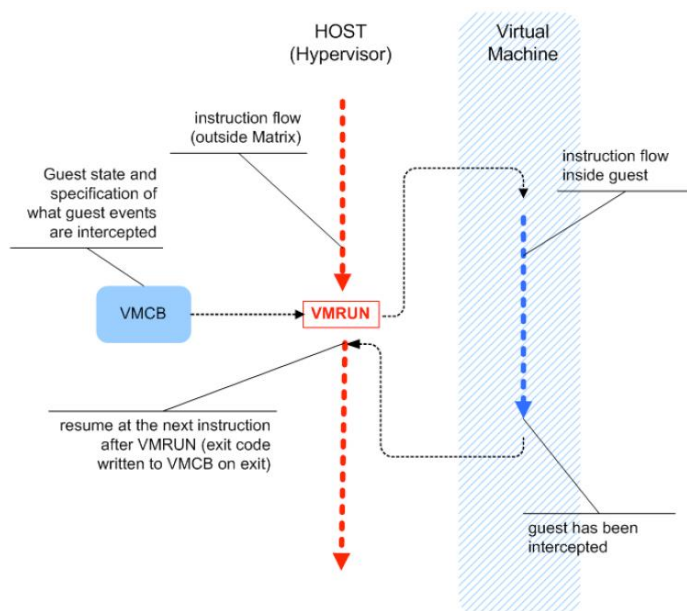 HOST
(Hypervisor)
Virtual
Machine
instruction flow
(outside Matrix)
instruction flow
inside guest
Guest state and
specification of
what guest events
are intercepted
VMCB
VMRUN
resume at the next instruction
after VMRUN (exit code
written to VMCB on exit)
guest has been
intercepted